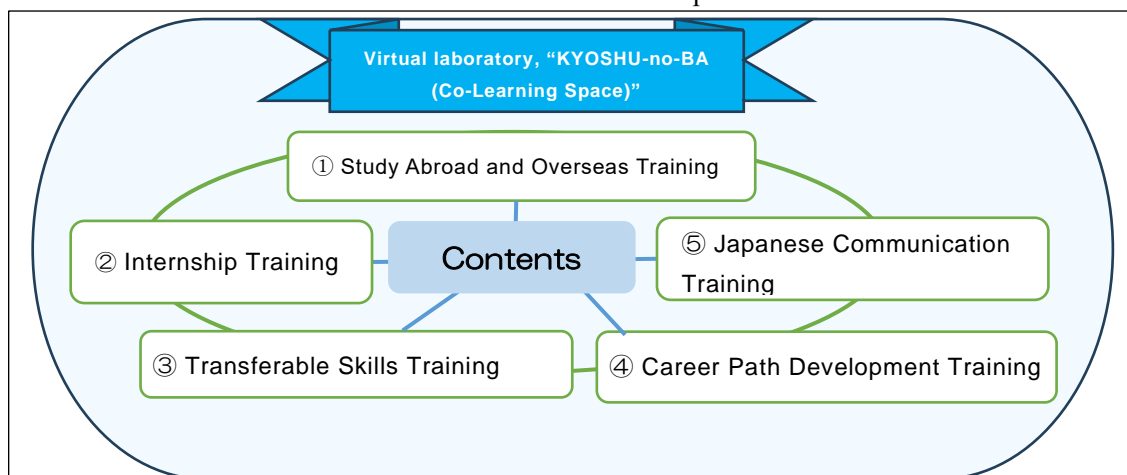 Virtual laboratory, “KYOSHU-no-BA
(Co-Learning Space)”
① Study Abroad and Overseas Training
② Internship Training
Contents
⑤ Japanese Communication
Training
③ Transferable Skills Training
④ Career Path Development Training